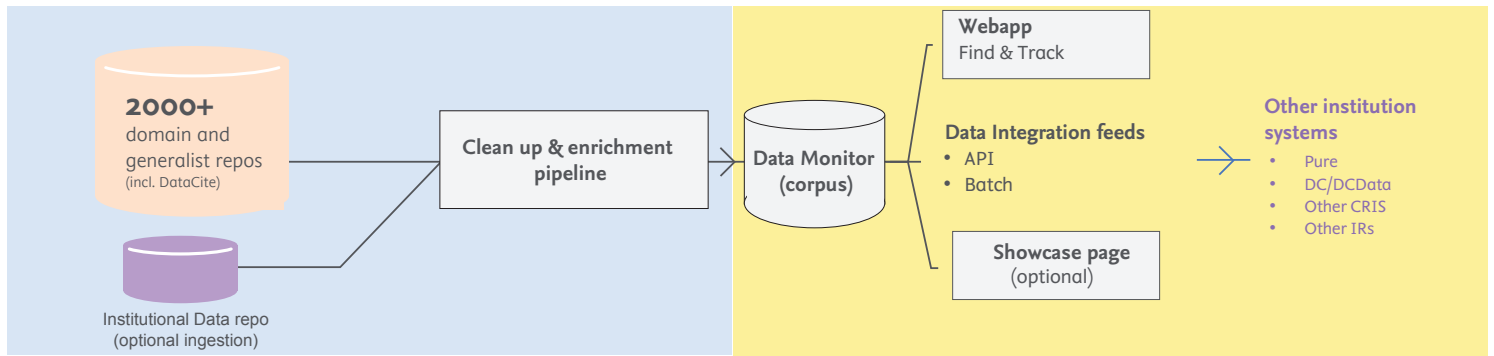 2000+
domain and
generalist repos
(incl. DataCite)
Institutional Data repo
(optional ingestion)
Clean up & enrichment
pipeline
Data Monitor
(corpus)
Webapp
Find & Track
Data Integration feeds
• API
• Batch
Showcase page
(optional)
Other institution
systems
• Pure
• DC/DCData
• Other CRIS
• Other IRs